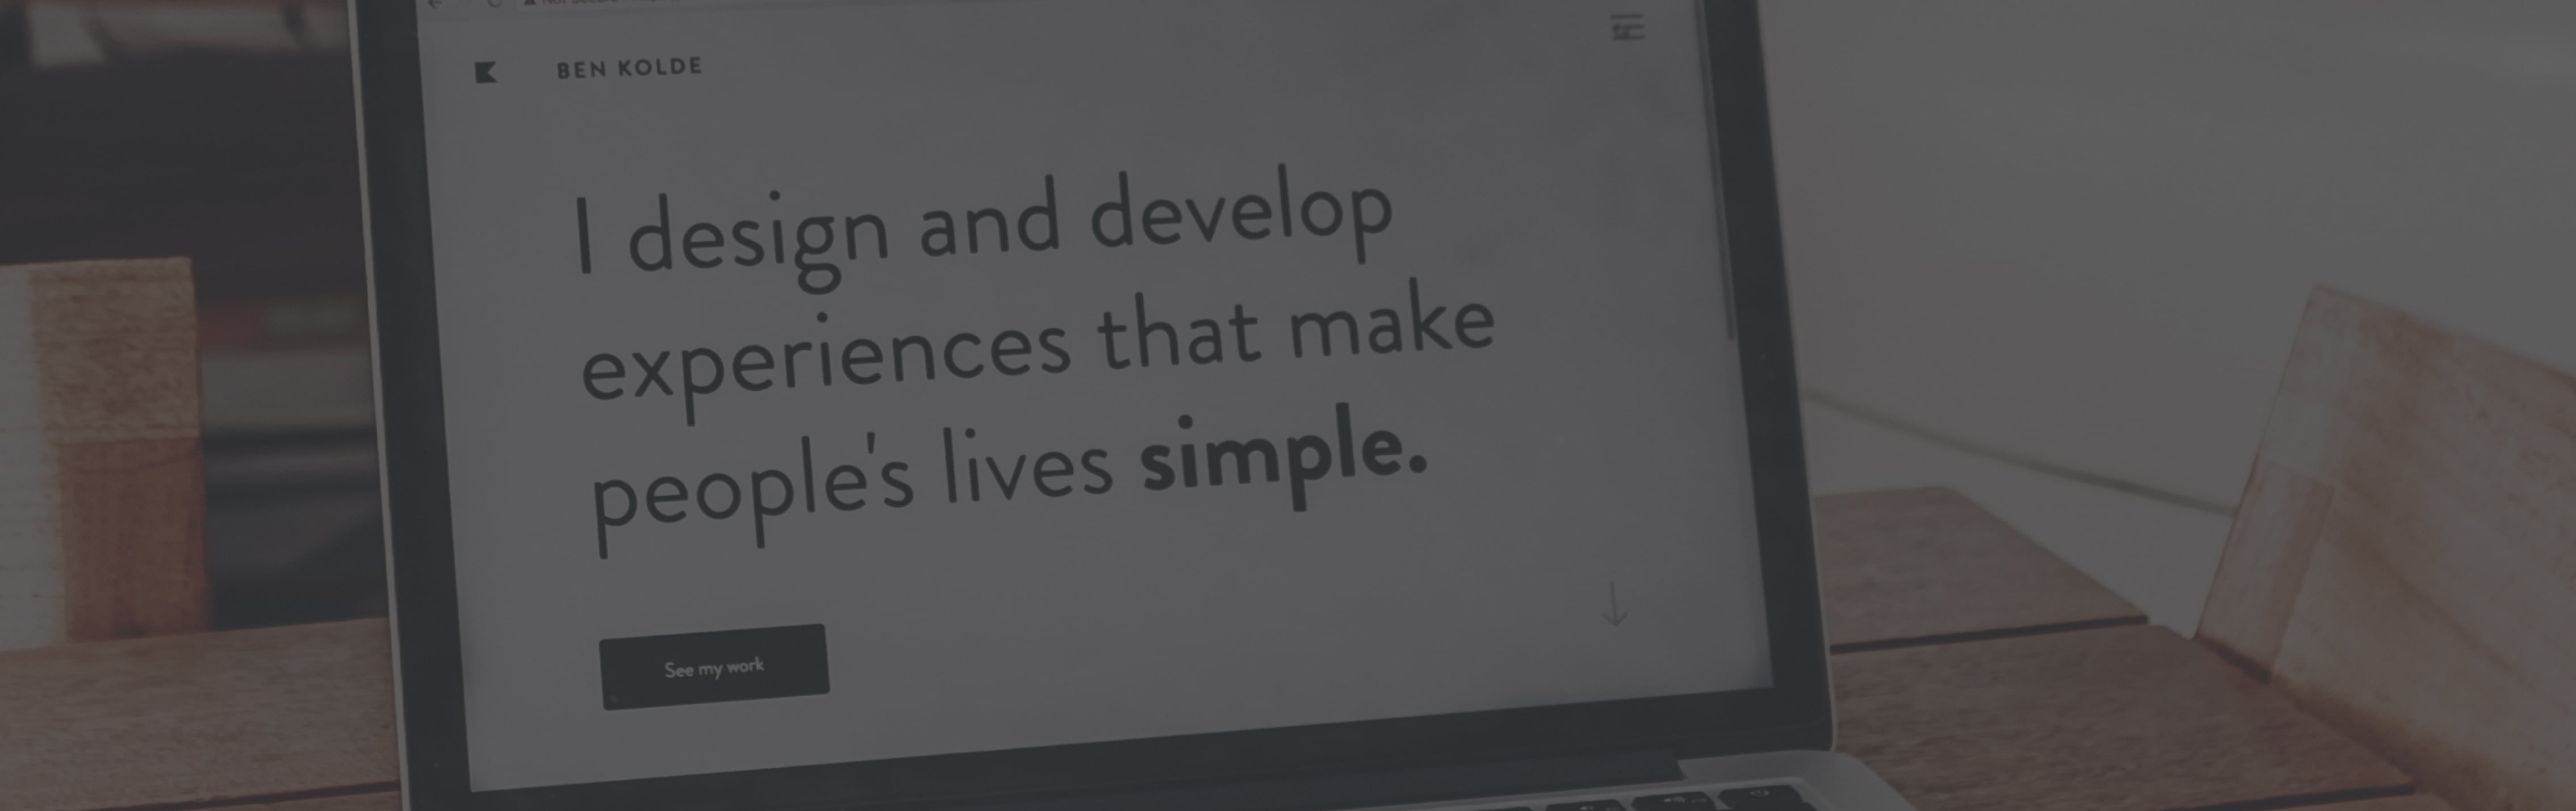 BEN KOLDE
I design and develop
experiences that make
people's lives simple.
See my work